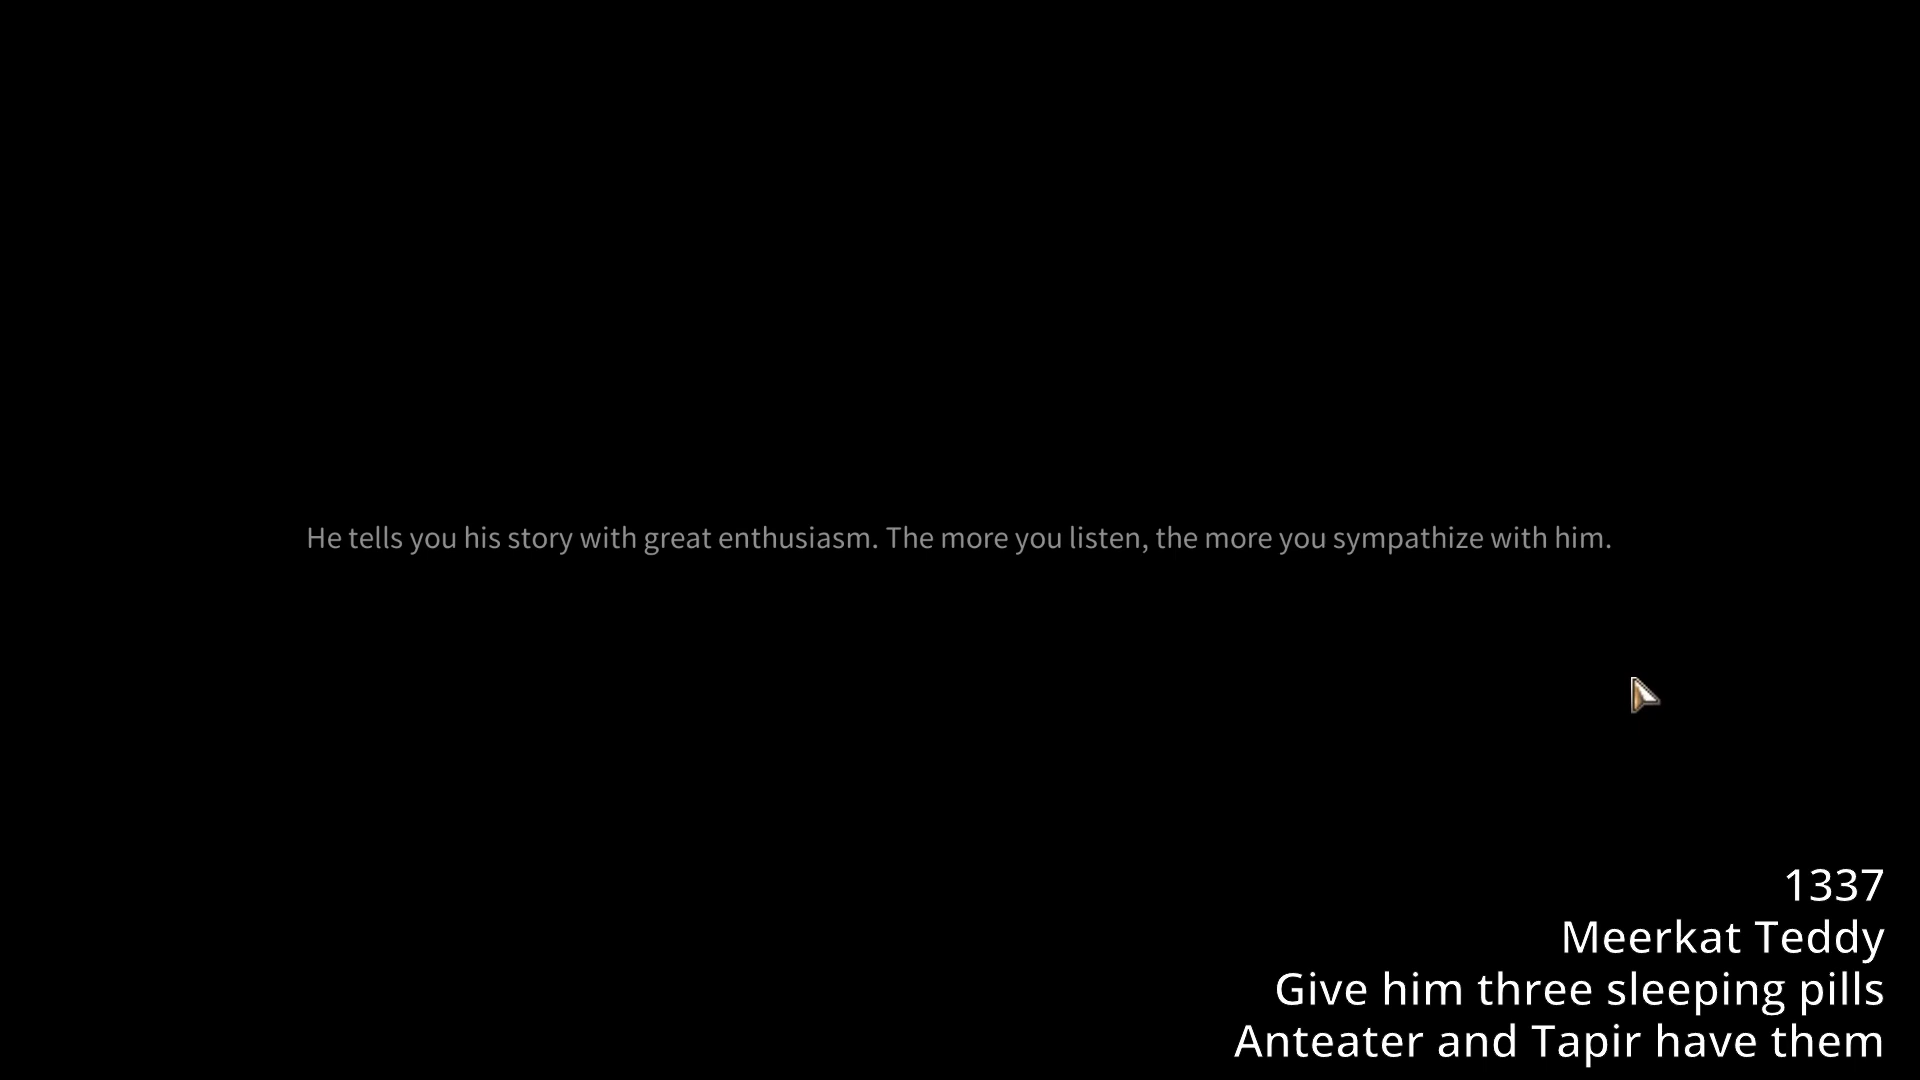 He tells you his story with great enthusiasm. The more you listen, the more you sympathize with him.
1337
Meerkat Teddy
Give him three sleeping pills
Anteater and Tapir have them